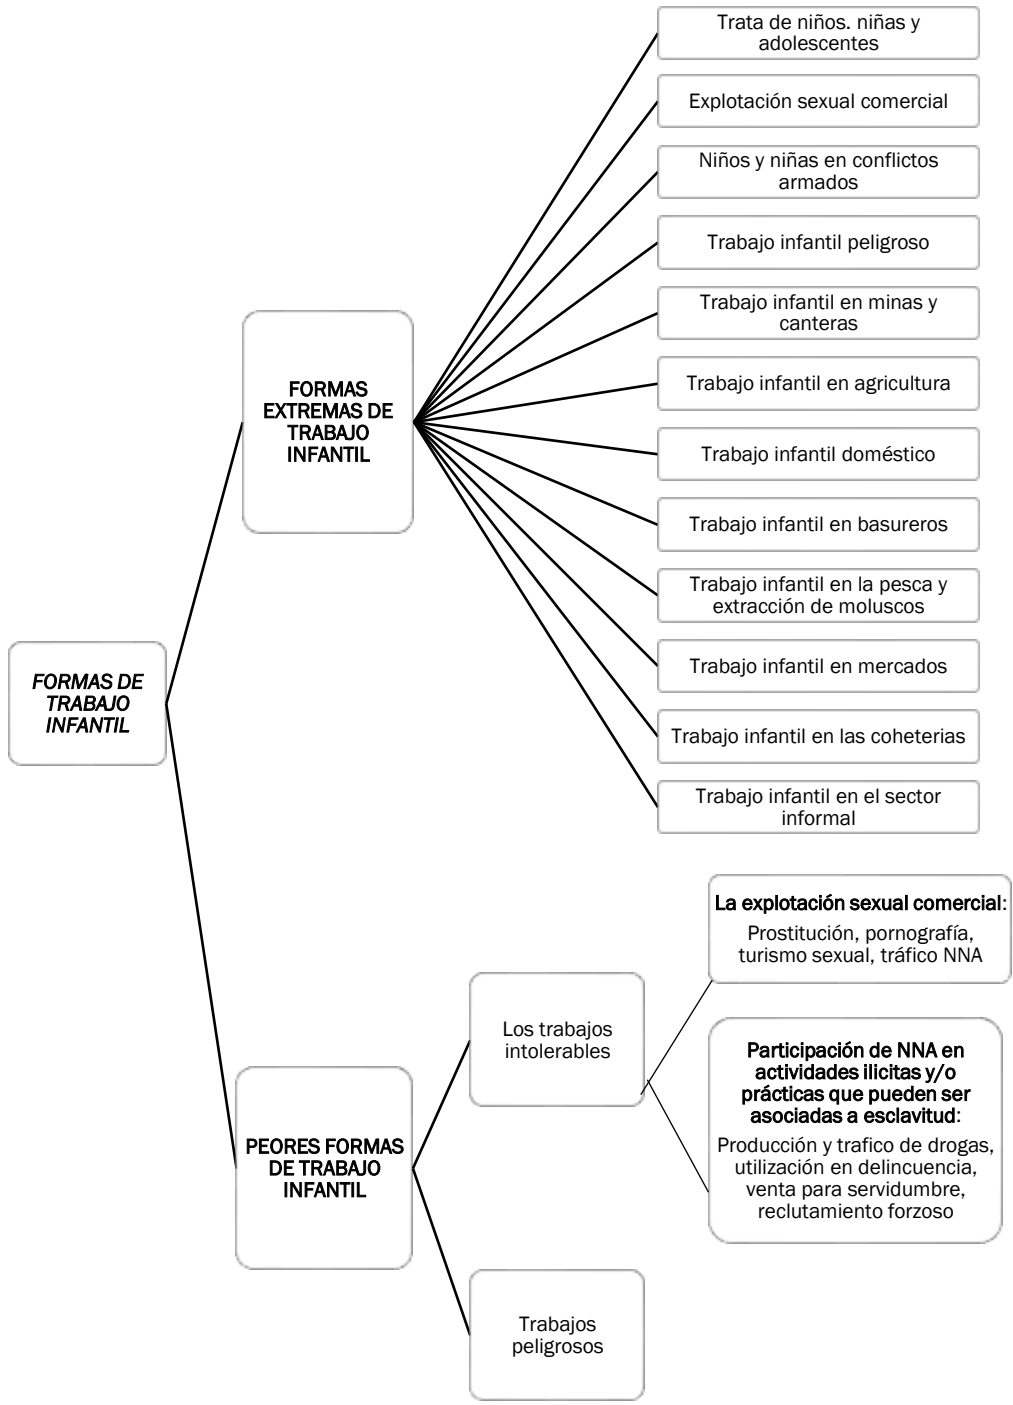 Trata de niños. niñas y
adolescentes
Explotación sexual comercial
Niños y niñas en conflictos
armados
Trabajo infantil peligroso
Trabajo infantil en minas y
canteras
FORMAS
EXTREMAS DE
TRABAJO
INFANTIL
Trabajo infantil en agricultura
Trabajo infantil doméstico
Trabajo infantil en basureros
Trabajo infantil en la pesca y
extracción de moluscos
Trabajo infantil en mercados
Trabajo infantil en las coheterias
Trabajo infantil en el sector
informal
FORMAS DE
TRABAJO
INFANTIL
La explotación sexual comercial:
Prostitución, pornografía,
turismo sexual, tráfico NNA
Los trabajos
intolerables
Participación de NNA en
actividades ilicitas y/o
prácticas que pueden ser
asociadas a esclavitud:
Producción y trafico de drogas,
utilización en delincuencia,
venta para servidumbre,
reclutamiento forzoso
PEORES FORMAS
DE TRABAJO
INFANTIL
Trabajos
peligrosos